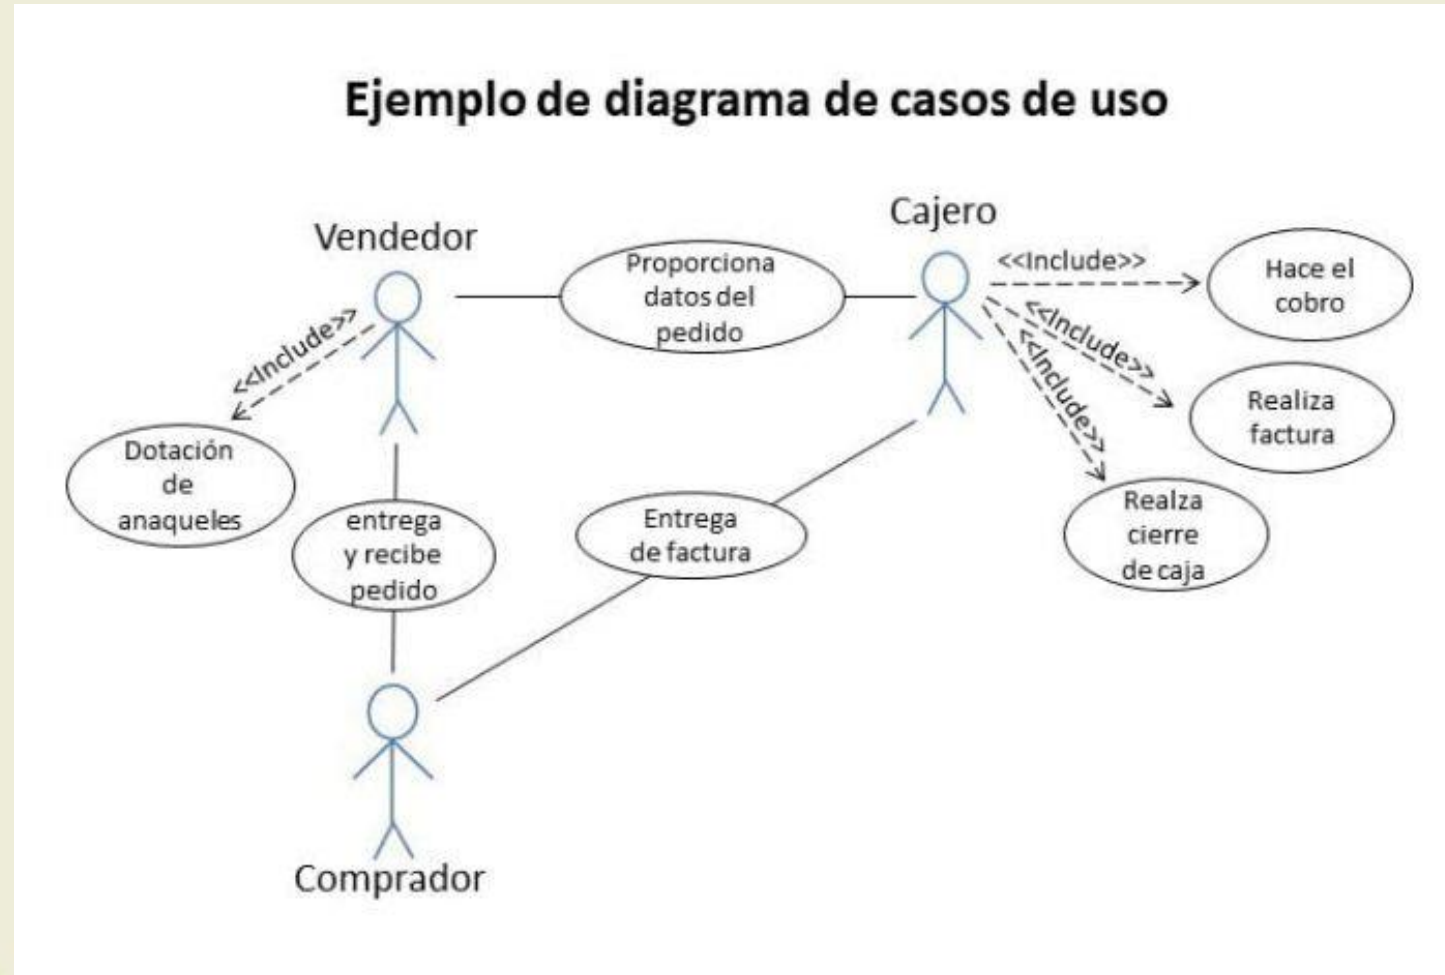 Ejemplo de diagrama de casos de uso
Vendedor
Cajero
Proporciona
datos del
pedido
<<Include>>
Hace el
cobro
<<Include>>
<<Include>>
<<Include>>
Realiza
factura
Dotación
de
anaqueles
entrega
y recibe
pedido
Entrega
de factura
Realza
cierre
de caja
Comprador